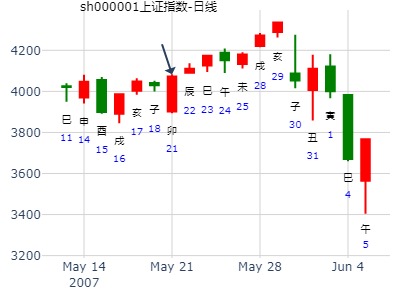 sh000001上证指数-日线
4200
4000
3800
3600
3400
3200
巳 11
申 14
酉 15
戌 16
亥 17
子 18
卯 21
辰 22
巳 23
午 24
未 25
戌 28
亥 29
子 30
丑 31
寅 1
巳 4
午 5
May 14 May 21 May 28 Jun 4
2007